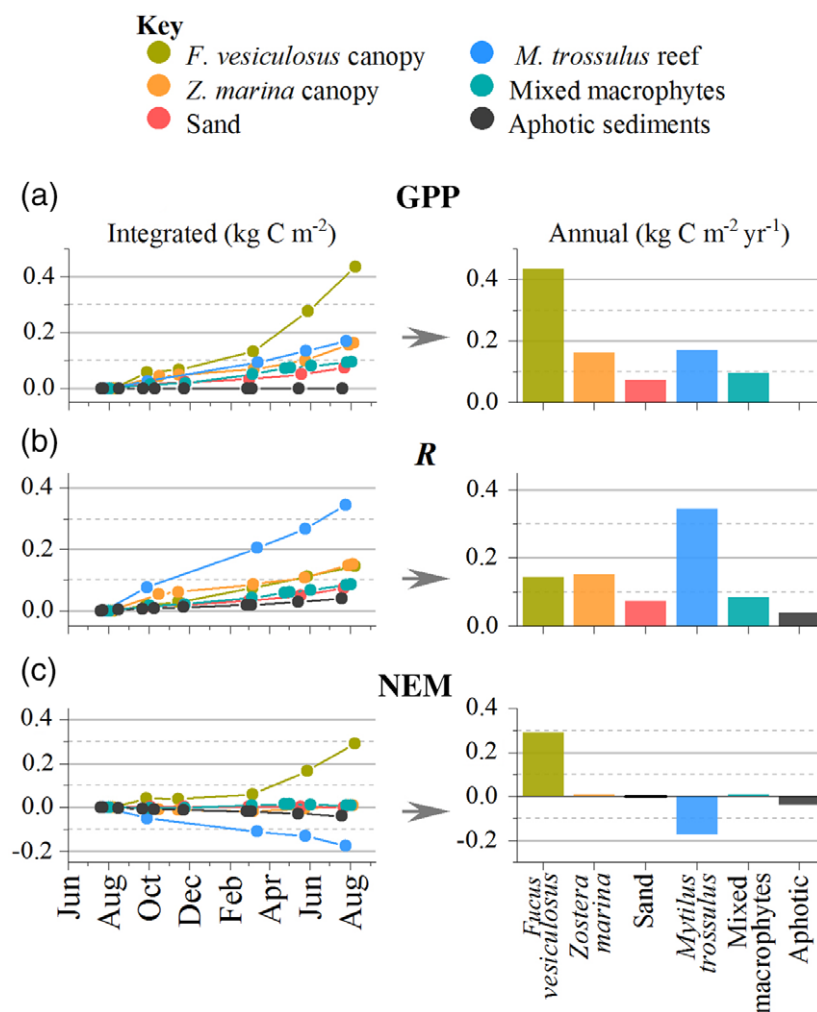 Key
F. vesiculosus canopy
M. trossulus reef
Z. marina canopy
Mixed macrophytes
Sand
Aphotic sediments
(a)
GPP
Integrated (kg C m⁻²)
Annual (kg C m⁻² yr⁻¹)
0.4
0.2
0.0
0.4
0.2
0.0
(b)
R
0.4
0.2
0.0
0.4
0.2
0.0
(c)
NEM
0.4
0.2
0.0
-0.2
0.4
0.2
0.0
-0.2
Jun
Aug
Oct
Dec
Feb
Apr
Jun
Aug
Fucus
vesiculosus
Zostera
marina
Sand
Mytilus
trossulus
Mixed
macrophytes
Aphotic